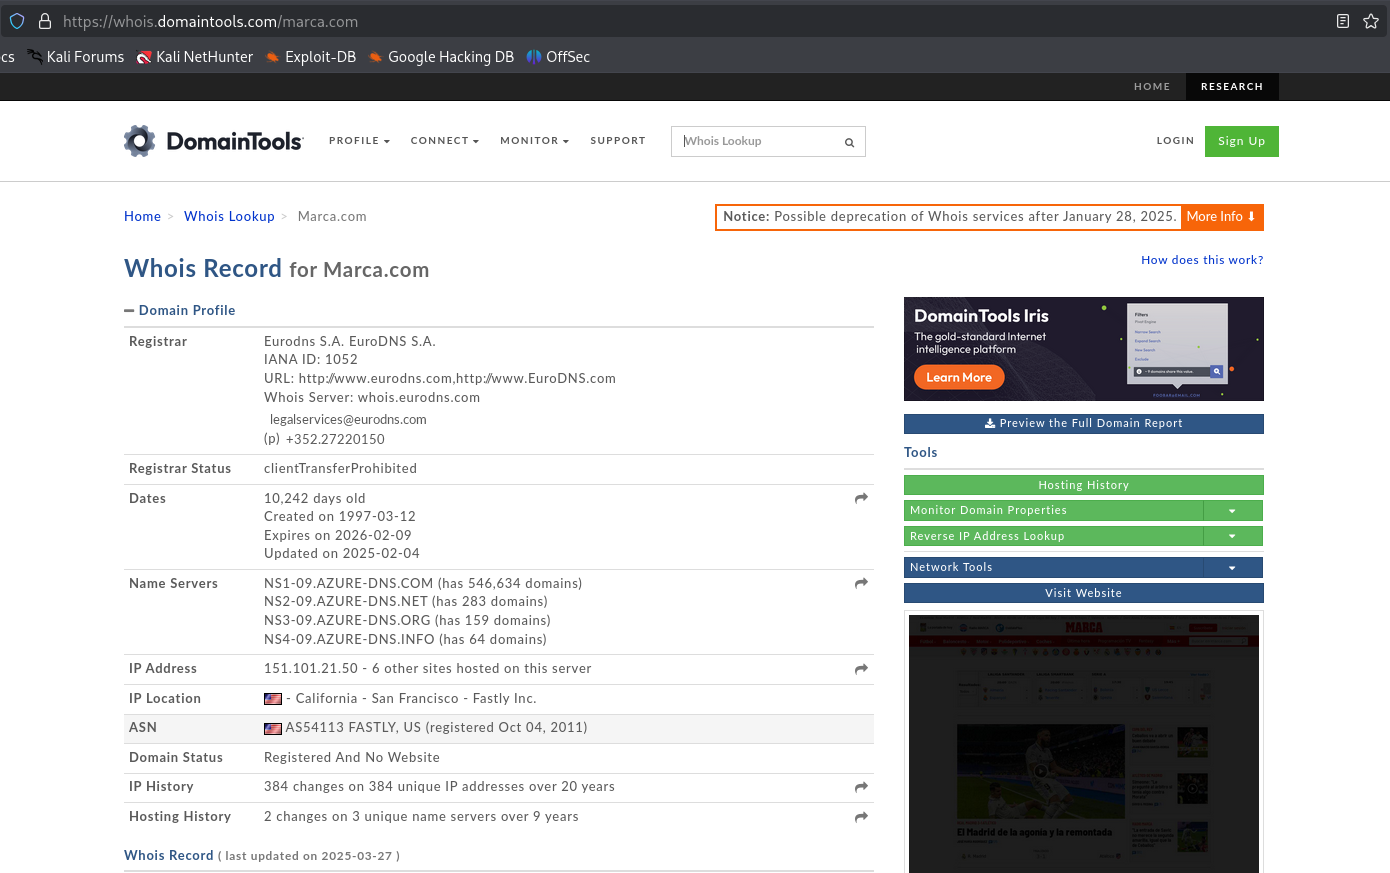 https://whois.domaintools.com/marca.com
cs Kali Forums Kali NetHunter Exploit-DB Google Hacking DB OffSec
HOME RESEARCH
DomainTools PROFILE CONNECT MONITOR SUPPORT Whois Lookup LOGIN Sign Up
Home > Whois Lookup > Marca.com
Notice: Possible deprecation of Whois services after January 28, 2025. More Info
Whois Record for Marca.com
How does this work?
Domain Profile
Registrar Eurodns S.A. EuroDNS S.A.
IANA ID: 1052
URL: http://www.eurodns.com,http://www.EuroDNS.com
Whois Server: whois.eurodns.com
legalservices@eurodns.com
(p) +352.27220150
Registrar Status clientTransferProhibited
Dates 10,242 days old
Created on 1997-03-12
Expires on 2026-02-09
Updated on 2025-02-04
Name Servers NS1-09.AZURE-DNS.COM (has 546,634 domains)
NS2-09.AZURE-DNS.NET (has 283 domains)
NS3-09.AZURE-DNS.ORG (has 159 domains)
NS4-09.AZURE-DNS.INFO (has 64 domains)
IP Address 151.101.21.50 - 6 other sites hosted on this server
IP Location - California - San Francisco - Fastly Inc.
ASN AS54113 FASTLY, US (registered Oct 04, 2011)
Domain Status Registered And No Website
IP History 384 changes on 384 unique IP addresses over 20 years
Hosting History 2 changes on 3 unique name servers over 9 years
Whois Record ( last updated on 2025-03-27 )
DomainTools Iris
The gold-standard Internet
intelligence platform
Learn More
Filters
Preview the Full Domain Report
Tools
Hosting History
Monitor Domain Properties
Reverse IP Address Lookup
Network Tools
Visit Website
MARCA
El Madrid de la agonía y la remontada